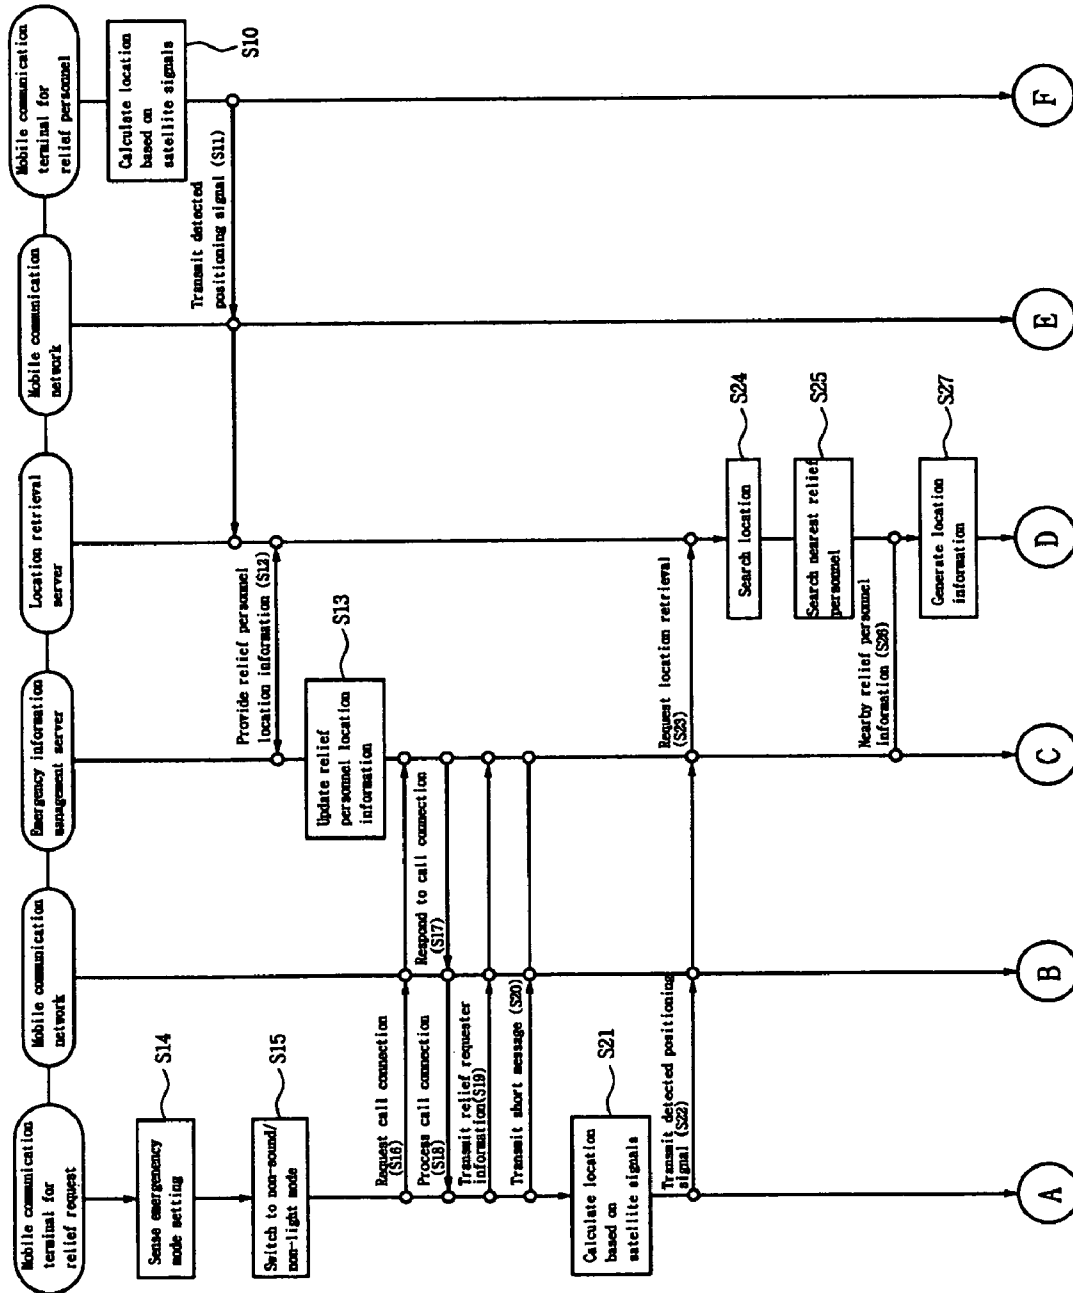 Mobile communication
terminal for
relief request
Mobile communication
network
Emergency information
management server
Location retrieval
server
Mobile communication
network
Mobile communication
terminal for
relief personnel
Calculate location
based on
satellite signals
S10
Transmit detected
positioning signal (S11)
Provide relief personnel
location information (S12)
Update relief
personnel location
information
S13
Sense emergenency
mode setting
S14
Switch to non-sound/
non-light mode
S15
Request call connection
(S16)
Respond to call connection
(S17)
Process call connection
(S18)
Transmit relief requester
information(S19)
Transmit short message (S20)
Calculate location
based on
satellite signals
S21
Transmit detected positioning
signal (S22)
Request location retrieval
(S23)
Search location
S24
Search nearest relief
personnel
S25
Nearby relief personnel
information (S26)
Generate location
information
S27
A
B
C
D
E
F